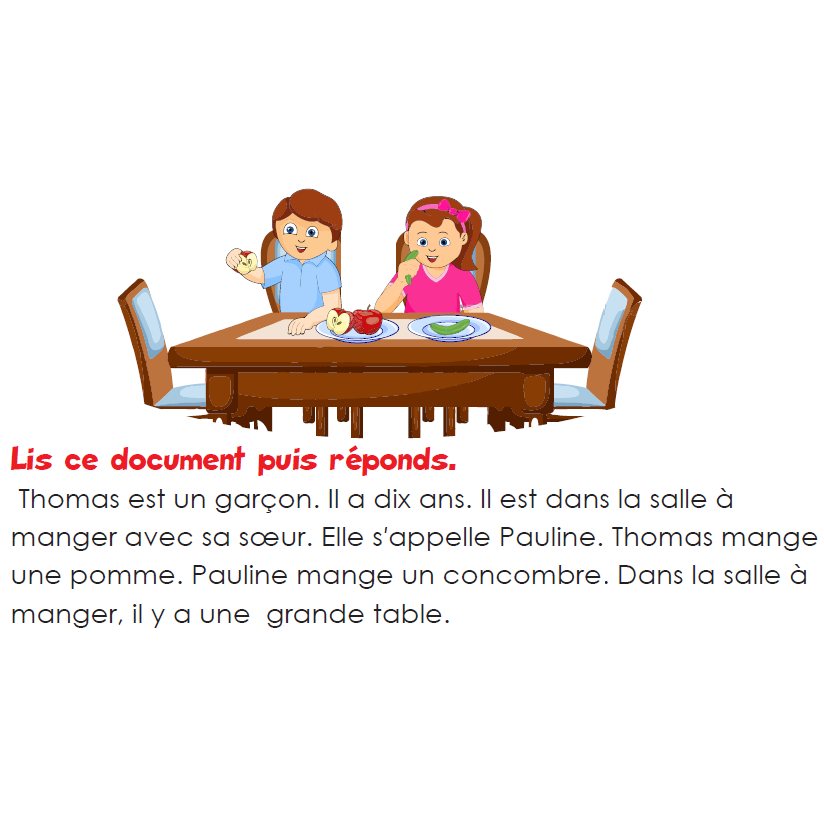 Lis ce document puis réponds.
Thomas est un garçon. Il a dix ans. Il est dans la salle à
manger avec sa sœur. Elle s'appelle Pauline. Thomas mange
une pomme. Pauline mange un concombre. Dans la salle à
manger, il y a une  grande table.